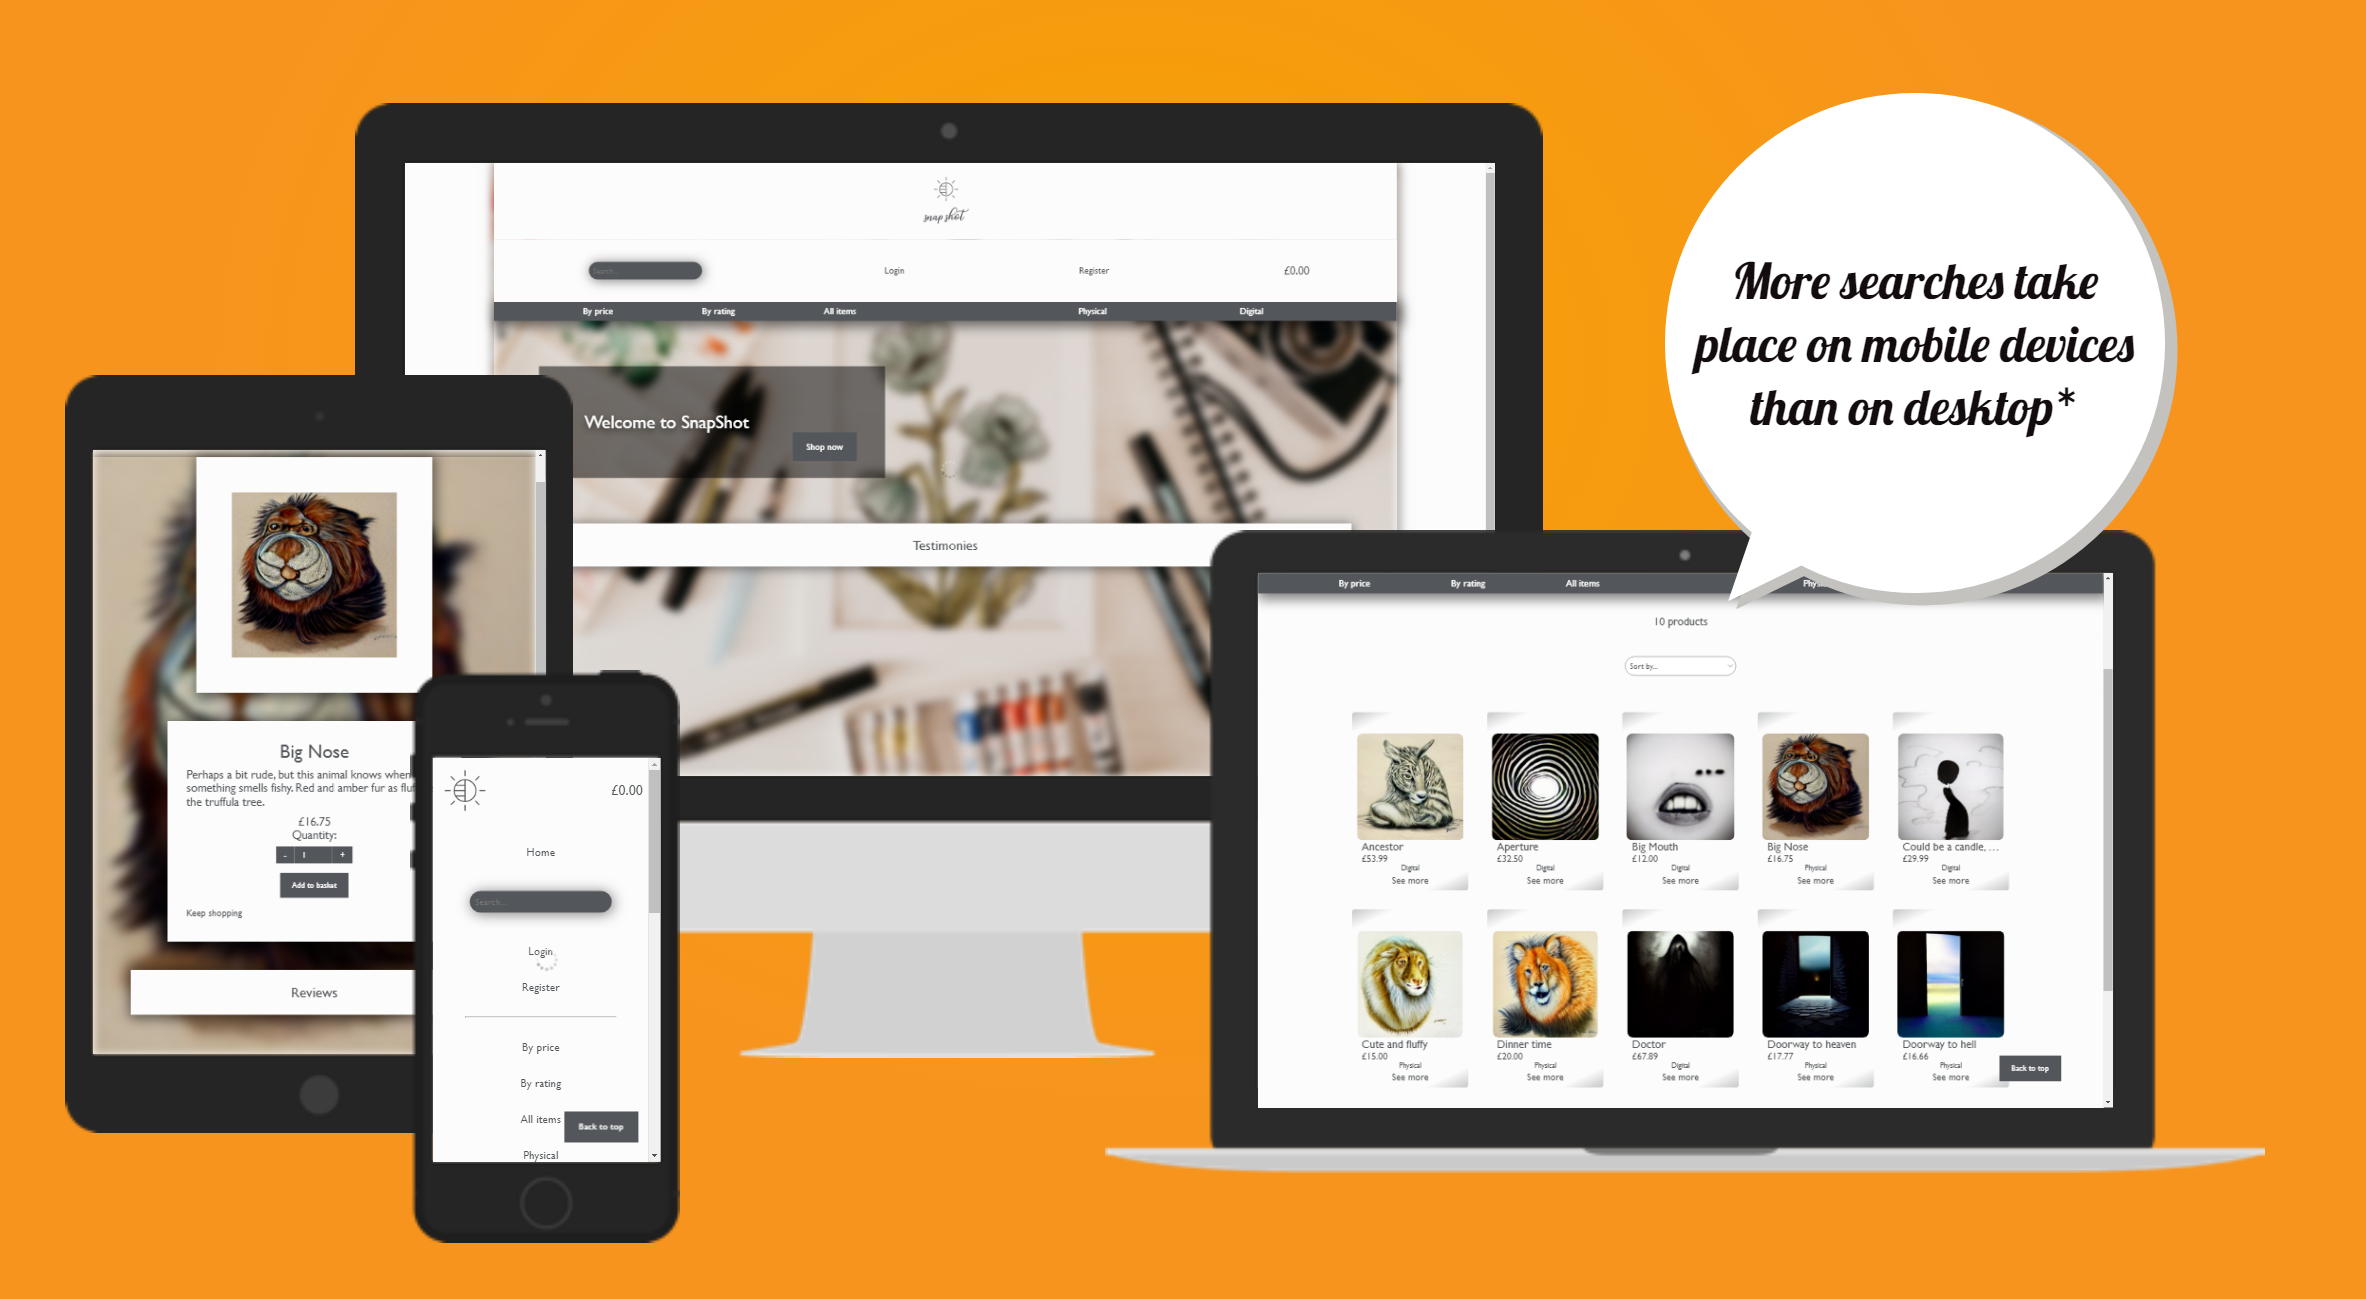 snap shot
Search...
Login
Register
£0.00
By price
By rating
All items
Physical
Digital
Welcome to SnapShot
Shop now
Testimonies
More searches take
place on mobile devices
than on desktop*
Big Nose
Perhaps a bit rude, but this animal knows when
something smells fishy. Red and amber fur as
the truffula tree.
£16.75
Quantity:
- 1 +
Add to basket
Keep shopping
Reviews
£0.00
Home
Search...
Login
Register
By price
By rating
All items
Back to top
Physical
By price
By rating
All items
10 products
Sort by...
Ancestor
£53.99
Digital
See more
Aperture
£32.50
Digital
See more
Big Mouth
£12.00
Digital
See more
Big Nose
£16.75
Physical
See more
Could be a candle, ...
£29.99
Digital
See more
Cute and fluffy
£15.00
Physical
See more
Dinner time
£20.00
Physical
See more
Doctor
£67.89
Digital
See more
Doorway to heaven
£17.77
Physical
See more
Doorway to hell
£16.66
Physical
See more
Back to top